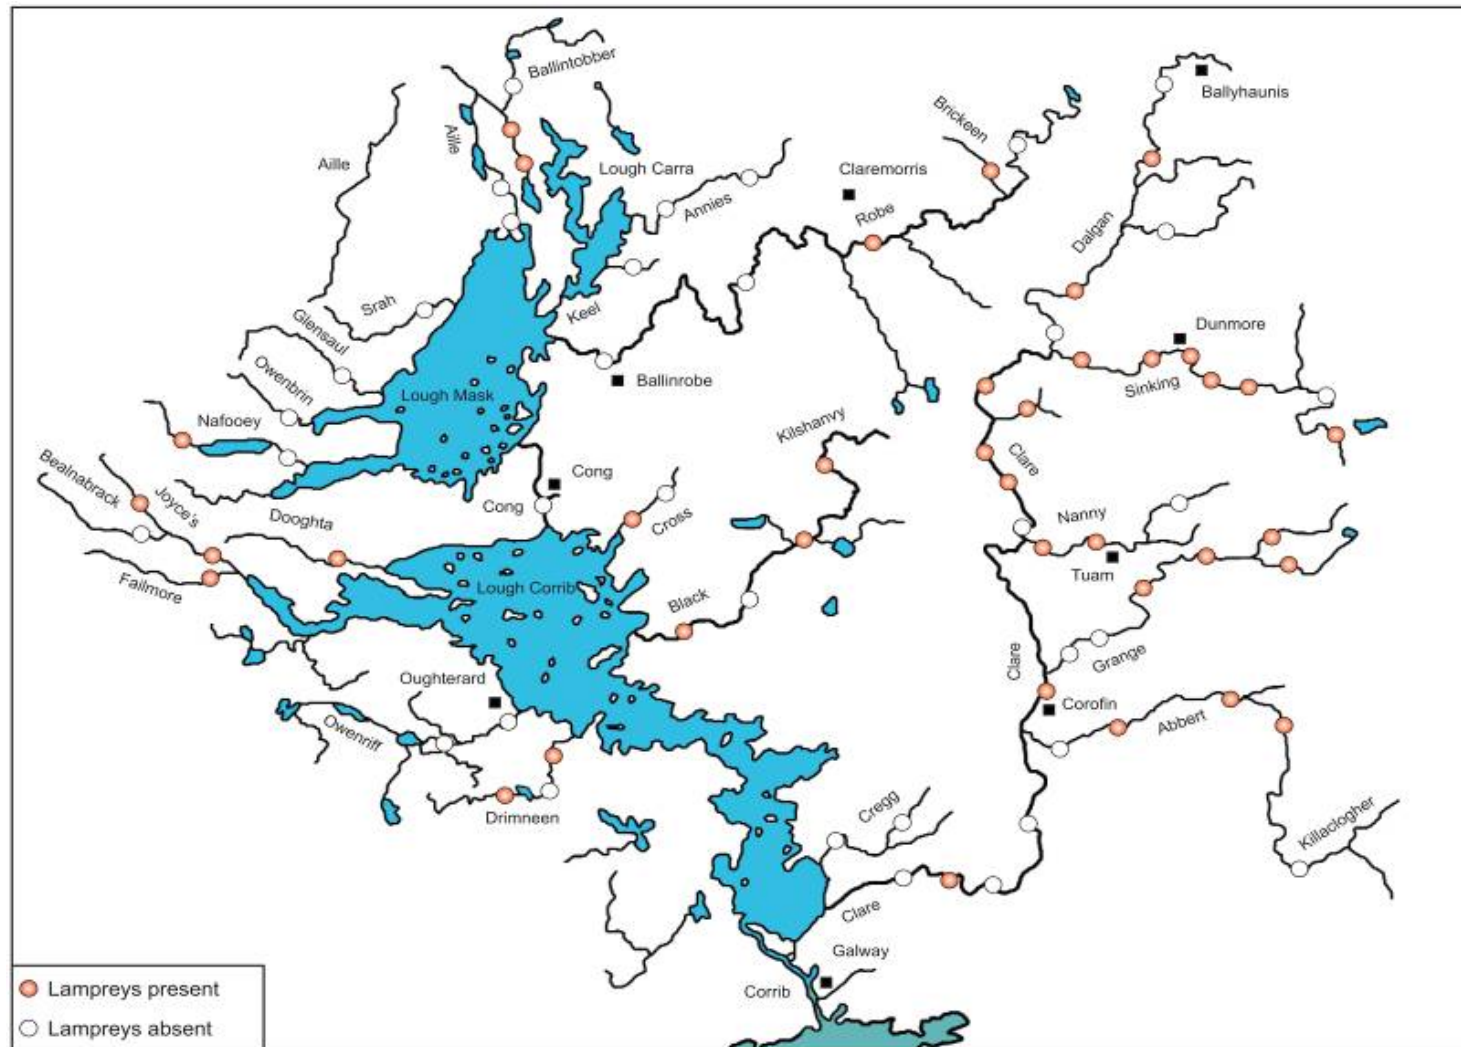 Ballintobber
Ballyhaunis
Brickeen
Aille
Aille
Lough Carra
Claremorris
Annies
Robe
Dalgan
Srah
Keel
Glensaul
Dunmore
Owenbrin
Ballinrobe
Sinking
Lough Mask
Nafooey
Kilshanvy
Bealnabrack
Joyce's
Clare
Cong
Cong
Dooghta
Cross
Nanny
Tuam
Failmore
Lough Corrib
Black
Grange
Clare
Oughterard
Corofin
Owenriff
Abbert
Drimneen
Cregg
Killaclogher
Clare
Galway
Corrib
Lampreys present
Lampreys absent